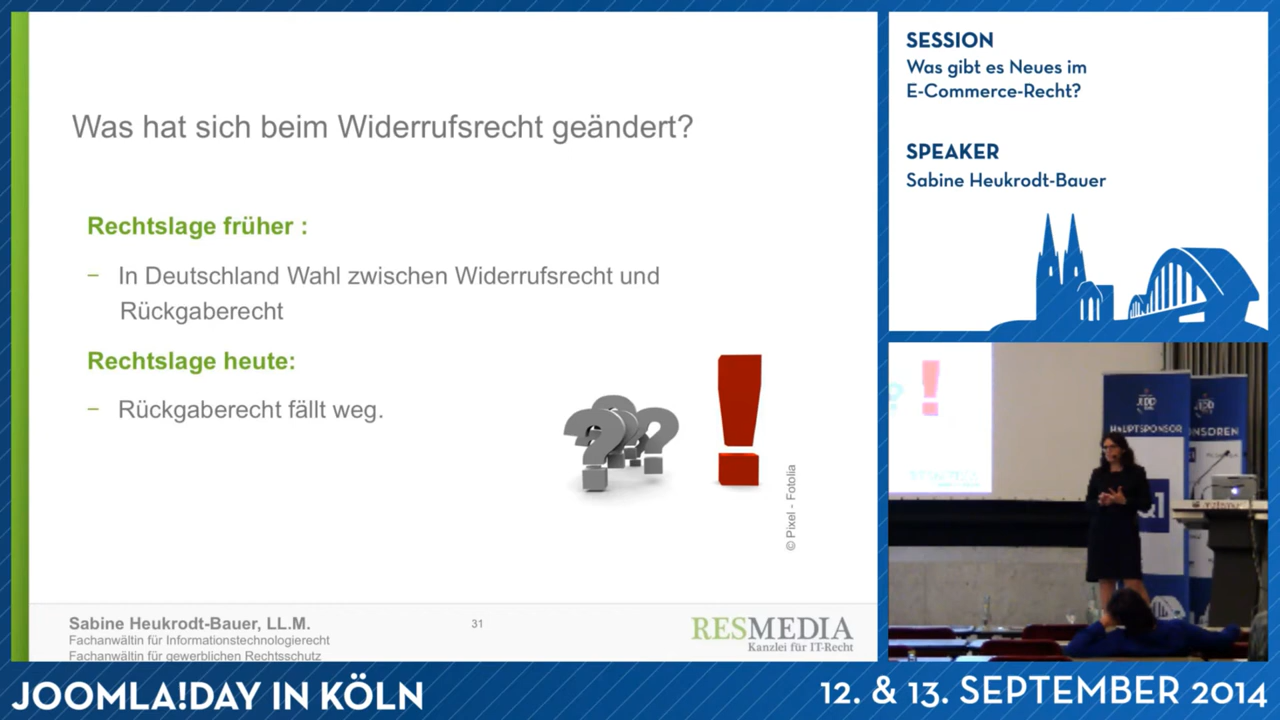 Was hat sich beim Widerrufsrecht geändert?
Rechtslage früher :
– In Deutschland Wahl zwischen Widerrufsrecht und
Rückgaberecht
Rechtslage heute:
– Rückgaberecht fällt weg.
© Pixel - Fotolia
Sabine Heukrodt-Bauer, LL.M.
Fachanwältin für Informationstechnologierecht
Fachanwältin für gewerblichen Rechtsschutz
31
RESMEDIA
Kanzlei für IT-Recht
SESSION
Was gibt es Neues im
E-Commerce-Recht?
SPEAKER
Sabine Heukrodt-Bauer
HAUPTSPONSOR
JOOMLA!DAY IN KÖLN
12. & 13. SEPTEMBER 2014